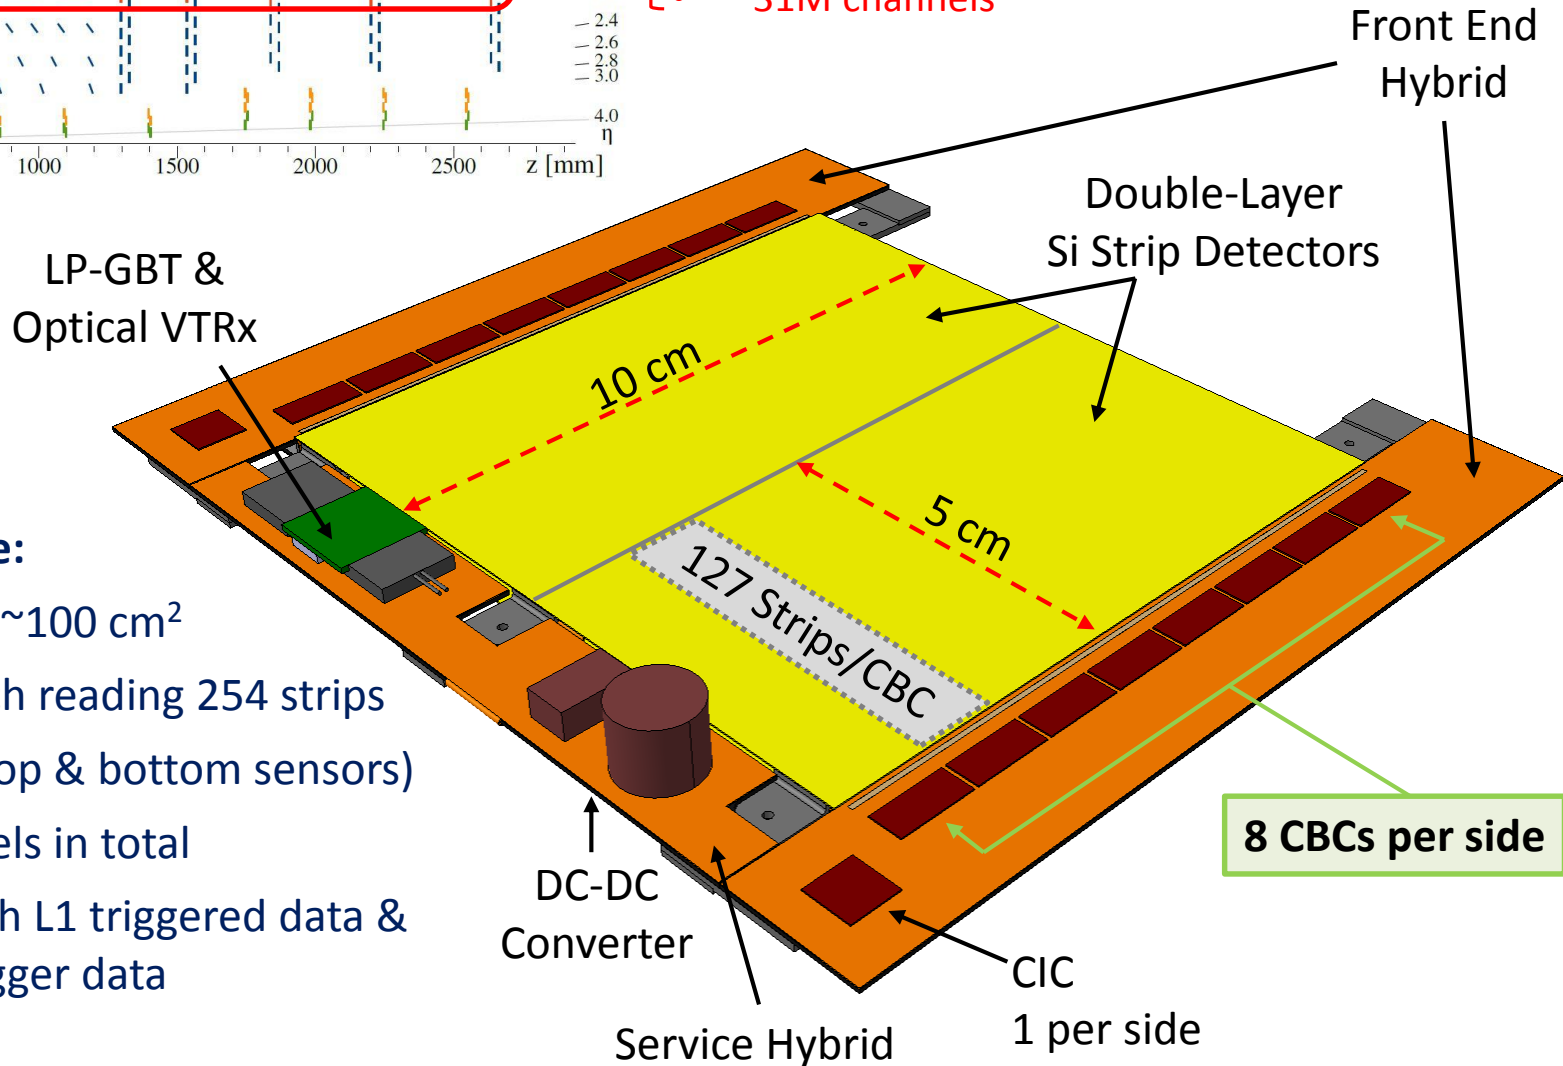 31M channels
2.4
2.6
2.8
3.0
4.0
η
1000 1500 2000 2500 z [mm]
Front End
Hybrid
Double-Layer
Si Strip Detectors
LP-GBT &
Optical VTRx
10 cm
5 cm
127 Strips/CBC
e:
~100 cm²
h reading 254 strips
op & bottom sensors)
els in total
h L1 triggered data &
gger data
8 CBCs per side
DC-DC
Converter
CIC
1 per side
Service Hybrid